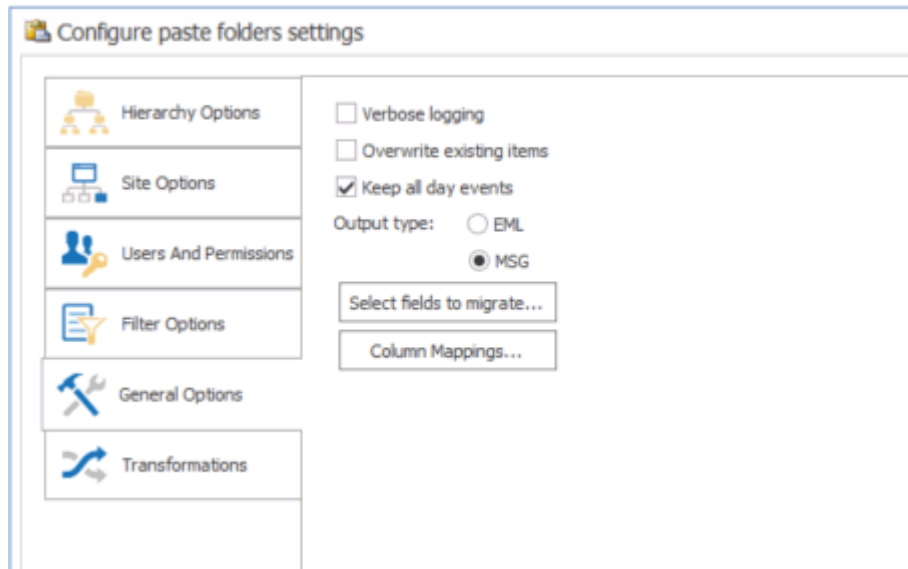 Configure paste folders settings
Hierarchy Options
Site Options
Users And Permissions
Filter Options
General Options
Transformations
Verbose logging
Overwrite existing items
Keep all day events
Output type: EML
MSG
Select fields to migrate...
Column Mappings...